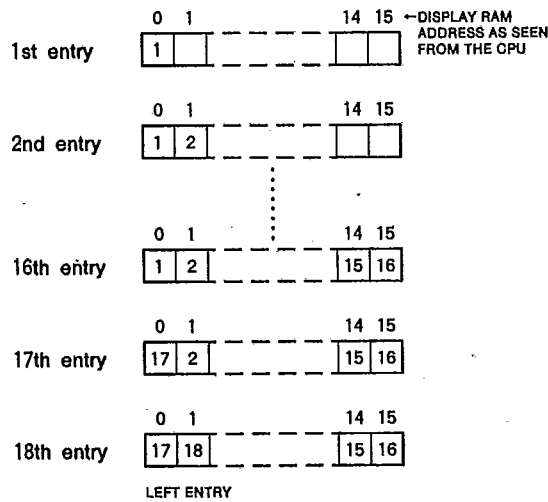 0 1 14 15 ←DISPLAY RAM
ADDRESS AS SEEN
FROM THE CPU
1st entry 1
0 1 14 15
2nd entry 1 2
0 1 14 15
16th entry 1 2 15 16
0 1 14 15
17th entry 17 2 15 16
0 1 14 15
18th entry 17 18 15 16
LEFT ENTRY